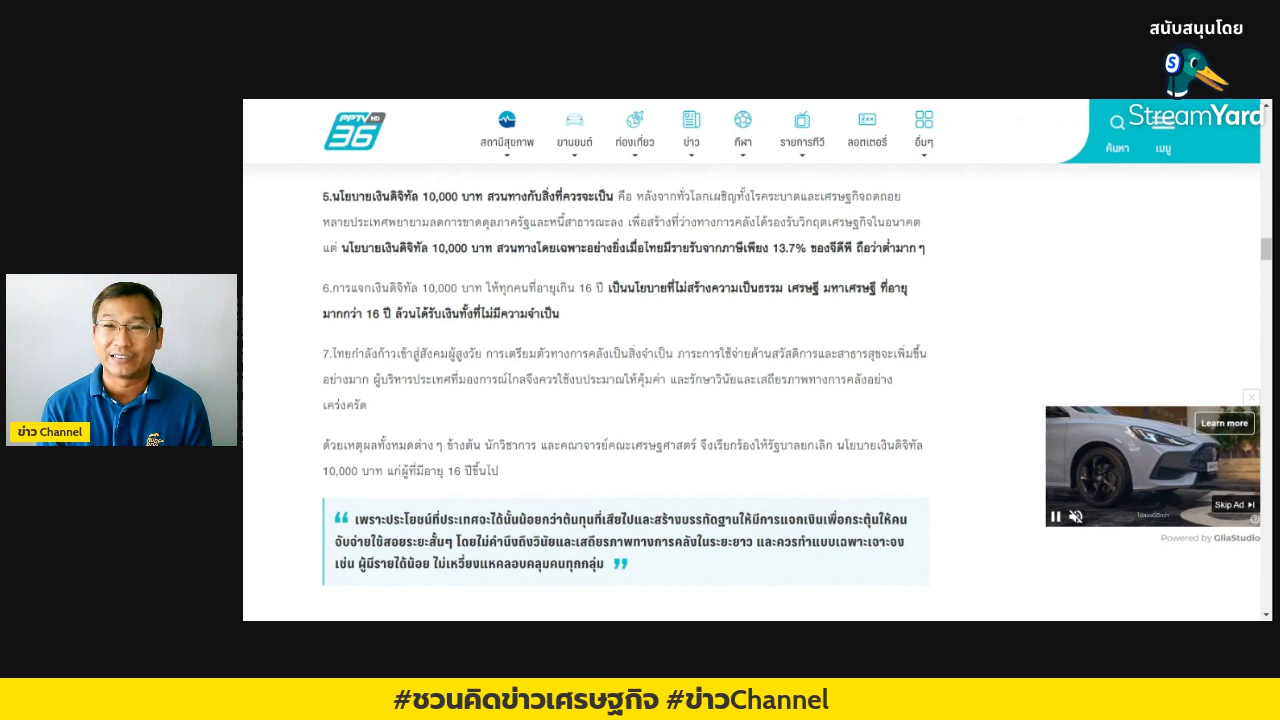 สนับสนุนโดย
S
StreamYard
PPTV HD
36
สถานีสุขภาพ
ยานยนต์
ท่องเที่ยว
ข่าว
กีฬา
รายการทีวี
ลอตเตอรี่
อื่นๆ
ค้นหา
เมนู
5.นโยบายเงินดิจิทัล 10,000 บาท สวนทางกับสิ่งที่ควรจะเป็น คือ หลังจากทั่วโลกเผชิญทั้งโรคระบาดและเศรษฐกิจถดถอย
หลายประเทศพยายามลดการขาดดุลภาครัฐและหนี้สาธารณะลง เพื่อสร้างที่ว่างทางการคลังไว้รองรับวิกฤตเศรษฐกิจในอนาคต
แต่ นโยบายเงินดิจิทัล 10,000 บาท สวนทางโดยเฉพาะอย่างยิ่งเมื่อไทยมีรายรับจากภาษีเพียง 13.7% ของจีดีพี ถือว่าต่ำมาก ๆ
6.การแจกเงินดิจิทัล 10,000 บาท ให้ทุกคนที่อายุเกิน 16 ปี เป็นนโยบายที่ไม่สร้างความเป็นธรรม เศรษฐี มหาเศรษฐี ที่อายุ
มากกว่า 16 ปี ล้วนได้รับเงินทั้งที่ไม่มีความจำเป็น
7.ไทยกำลังก้าวเข้าสู่สังคมผู้สูงวัย การเตรียมตัวทางการคลังเป็นสิ่งจำเป็น ภาระการใช้จ่ายด้านสวัสดิการและสาธารสุขจะเพิ่มขึ้น
อย่างมาก ผู้บริหารประเทศที่มองการณ์ไกลจึงควรใช้งบประมาณให้คุ้มค่า และรักษาวินัยและเสถียรภาพทางการคลังอย่าง
เคร่งครัด
ด้วยเหตุผลทั้งหมดต่าง ๆ ข้างต้น นักวิชาการ และคณาจารย์คณะเศรษฐศาสตร์ จึงเรียกร้องให้รัฐบาลยกเลิก นโยบายเงินดิจิทัล
10,000 บาท แก่ผู้ที่มีอายุ 16 ปีขึ้นไป
“ เพราะประโยชน์ที่ประเทศจะได้นั้นน้อยกว่าต้นทุนที่เสียไปและสร้างบรรทัดฐานให้มีการแจกเงินเพื่อกระตุ้นให้คน
จับจ่ายใช้สอยระยะสั้นๆ โดยไม่คำนึงถึงวินัยและเสถียรภาพทางการคลังในระยะยาว และควรทำแบบเฉพาะเจาะจง
เช่น ผู้มีรายได้น้อย ไม่เหวี่ยงแหคลอบคลุมคนทุกกลุ่ม ”
Learn more
Skip Ad
Powered by GliaStudio
ข่าว Channel
#ชวนคิดข่าวเศรษฐกิจ #ข่าวChannel